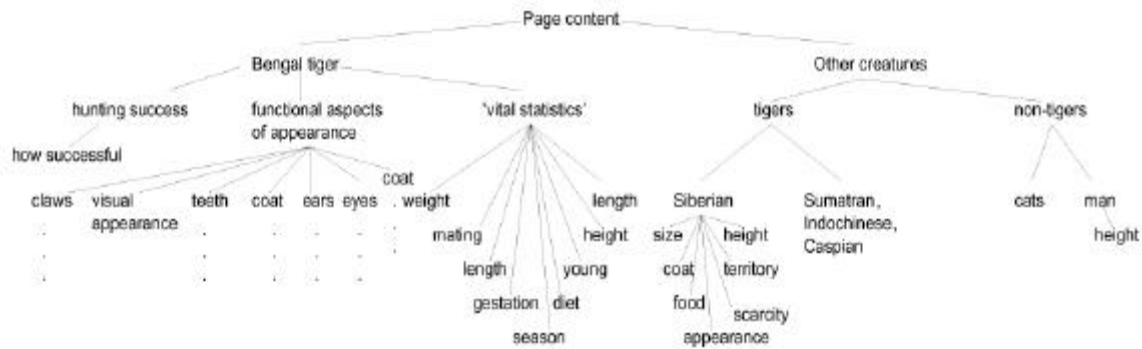 Page content
Bengal tiger
Other creatures
hunting success
functional aspects
of appearance
'vital statistics'
tigers
non-tigers
how successful
claws
visual
appearance
teeth
coat
ears
eyes
coat
weight
mating
length
gestation
season
diet
young
height
length
Siberian
size
coat
food
appearance
scarcity
territory
height
Sumatran,
Indochinese,
Caspian
cats
man
height